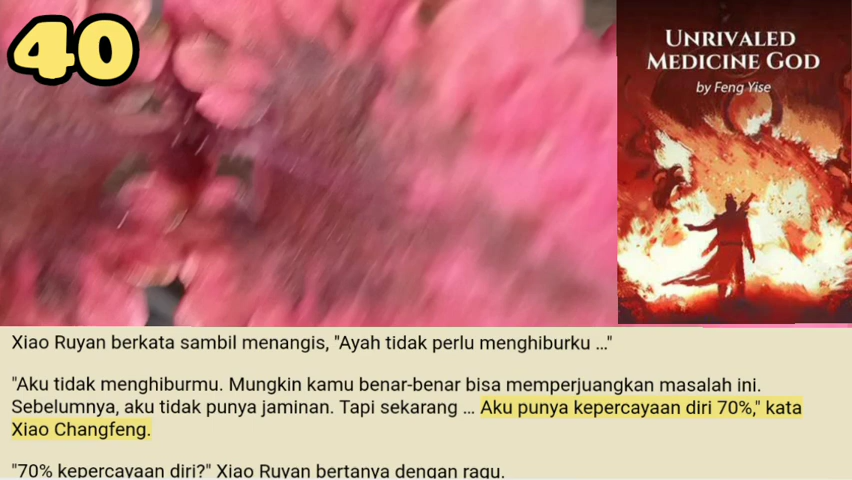 40
UNRIVALED
MEDICINE GOD
by Feng Yise
Xiao Ruyan berkata sambil menangis, "Ayah tidak perlu menghiburku ..."
"Aku tidak menghiburmu. Mungkin kamu benar-benar bisa memperjuangkan masalah ini.
Sebelumnya, aku tidak punya jaminan. Tapi sekarang ... Aku punya kepercayaan diri 70%," kata
Xiao Changfeng.
"70% kepercayaan diri?" Xiao Ruyan bertanya dengan ragu.